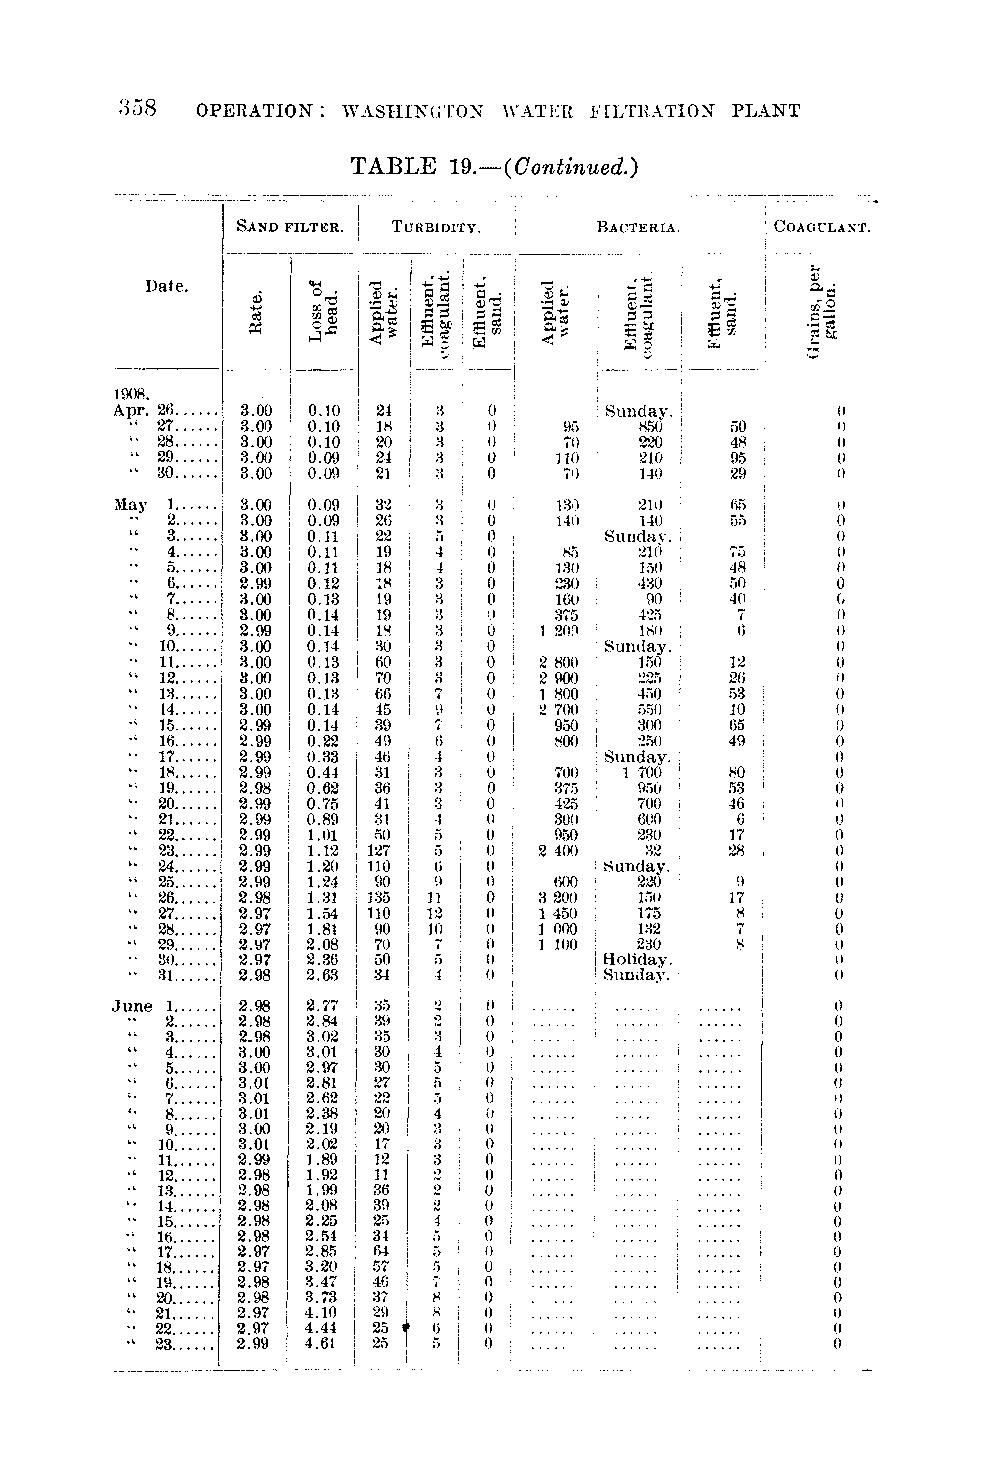 358 OPERATION: WASHINGTON WATER FILTRATION PLANT
TABLE 19.—(Continued.)
SAND FILTER. TURBIDITY. BACTERIA. COAGULANT.
Date. Rate. Loss of head. Applied water. Effluent, coagulant. Effluent, sand. Applied water. Effluent, coagulant Effluent, sand. Grains, per gallon.
1908.
Apr. 26...... 3.00 0.10 24 3 0 Sunday. 0
" 27...... 3.00 0.10 18 3 0 95 850 50 0
" 28...... 3.00 0.10 20 3 0 70 220 48 0
" 29...... 3.00 0.09 24 3 0 110 210 95 0
" 30...... 3.00 0.09 21 3 0 70 140 29 0
May 1...... 3.00 0.09 32 3 0 130 210 65 0
" 2...... 3.00 0.09 26 3 0 140 140 55 0
" 3...... 3.00 0.11 22 5 0 Sunday. 0
" 4...... 3.00 0.11 19 4 0 85 210 75 0
" 5...... 3.00 0.11 18 4 0 130 150 48 0
" 6...... 2.99 0.12 18 3 0 230 430 50 0
" 7...... 3.00 0.13 19 3 0 160 90 40 0
" 8...... 3.00 0.14 19 3 0 375 425 7 0
" 9...... 2.99 0.14 18 3 0 1 200 180 6 0
" 10...... 3.00 0.14 30 3 0 Sunday. 0
" 11...... 3.00 0.13 60 3 0 2 800 150 12 0
" 12...... 3.00 0.13 70 3 0 2 900 225 26 0
" 13...... 3.00 0.13 66 7 0 1 800 450 53 0
" 14...... 3.00 0.14 45 9 0 2 700 550 10 0
" 15...... 2.99 0.14 39 7 0 950 300 65 0
" 16...... 2.99 0.22 49 6 0 800 250 49 0
" 17...... 2.99 0.33 46 4 0 Sunday. 0
" 18...... 2.99 0.44 31 3 0 700 1 700 80 0
" 19...... 2.98 0.62 36 3 0 375 950 53 0
" 20...... 2.99 0.75 41 3 0 425 700 46 0
" 21...... 2.99 0.89 31 4 0 300 600 6 0
" 22...... 2.99 1.01 50 5 0 950 230 17 0
" 23...... 2.99 1.12 127 5 0 2 400 32 28 0
" 24...... 2.99 1.20 110 6 0 Sunday. 0
" 25...... 2.99 1.24 90 9 0 600 220 9 0
" 26...... 2.98 1.31 135 11 0 3 200 150 17 0
" 27...... 2.97 1.54 110 12 0 1 450 175 8 0
" 28...... 2.97 1.81 90 10 0 1 000 132 7 0
" 29...... 2.97 2.08 70 7 0 1 100 230 8 0
" 30...... 2.97 2.36 50 5 0 Holiday. 0
" 31...... 2.98 2.63 34 4 0 Sunday. 0
June 1...... 2.98 2.77 35 2 0 ...... ...... ...... 0
" 2...... 2.98 2.84 39 2 0 ...... ...... ...... 0
" 3...... 2.98 3.02 35 3 0 ...... ...... ...... 0
" 4...... 3.00 3.01 30 4 0 ...... ...... ...... 0
" 5...... 3.00 2.97 30 5 0 ...... ...... ...... 0
" 6...... 3.01 2.81 27 5 0 ...... ...... ...... 0
" 7...... 3.01 2.62 22 5 0 ...... ...... ...... 0
" 8...... 3.01 2.38 20 4 0 ...... ...... ...... 0
" 9...... 3.00 2.19 20 3 0 ...... ...... ...... 0
" 10...... 3.01 2.02 17 3 0 ...... ...... ...... 0
" 11...... 2.99 1.89 12 3 0 ...... ...... ...... 0
" 12...... 2.98 1.92 11 2 0 ...... ...... ...... 0
" 13...... 2.98 1.99 36 2 0 ...... ...... ...... 0
" 14...... 2.98 2.08 39 2 0 ...... ...... ...... 0
" 15...... 2.98 2.25 25 4 0 ...... ...... ...... 0
" 16...... 2.98 2.54 34 5 0 ...... ...... ...... 0
" 17...... 2.97 2.85 64 5 0 ...... ...... ...... 0
" 18...... 2.97 3.20 57 5 0 ...... ...... ...... 0
" 19...... 2.98 3.47 46 7 0 ...... ...... ...... 0
" 20...... 2.98 3.73 37 8 0 ...... ...... ...... 0
" 21...... 2.97 4.10 29 8 0 ...... ...... ...... 0
" 22...... 2.97 4.44 25 6 0 ...... ...... ...... 0
" 23...... 2.99 4.61 25 5 0 ...... ...... ...... 0